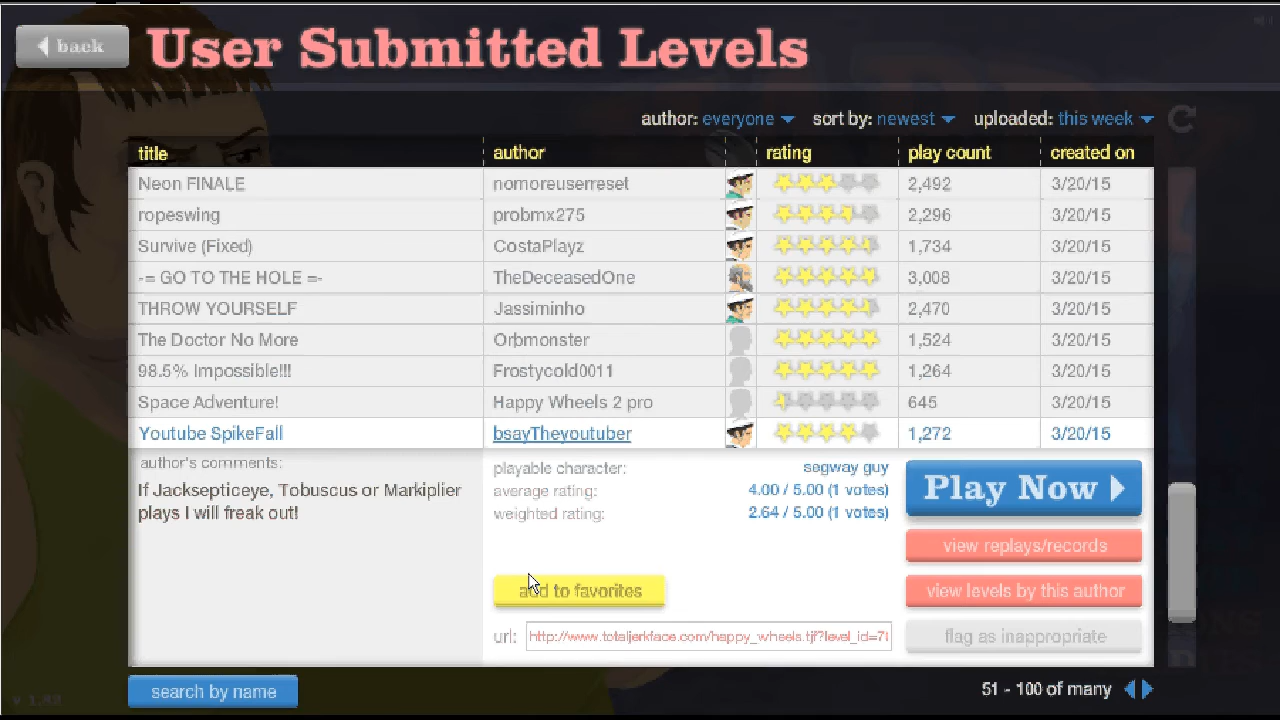 back
User Submitted Levels
author: everyone sort by: newest uploaded: this week
title author rating play count created on
Neon FINALE nomoreuserreset 2,492 3/20/15
ropeswing probmx275 2,296 3/20/15
Survive (Fixed) CostaPlayz 1,734 3/20/15
-= GO TO THE HOLE =- TheDeceasedOne 3,008 3/20/15
THROW YOURSELF Jassiminho 2,470 3/20/15
The Doctor No More Orbmonster 1,524 3/20/15
98.5% Impossible!!! Frostycold0011 1,264 3/20/15
Space Adventure! Happy Wheels 2 pro 645 3/20/15
Youtube SpikeFall bsayTheyoutuber 1,272 3/20/15
author's comments:
If Jacksepticeye, Tobuscus or Markiplier
plays I will freak out!
playable character: segway guy
average rating: 4.00 / 5.00 (1 votes)
weighted rating: 2.64 / 5.00 (1 votes)
add to favorites
url: http://www.totaljerkface.com/happy_wheels.tjf?level_id=7
Play Now
view replays/records
view levels by this author
flag as inappropriate
search by name
51 - 100 of many
v 1.82